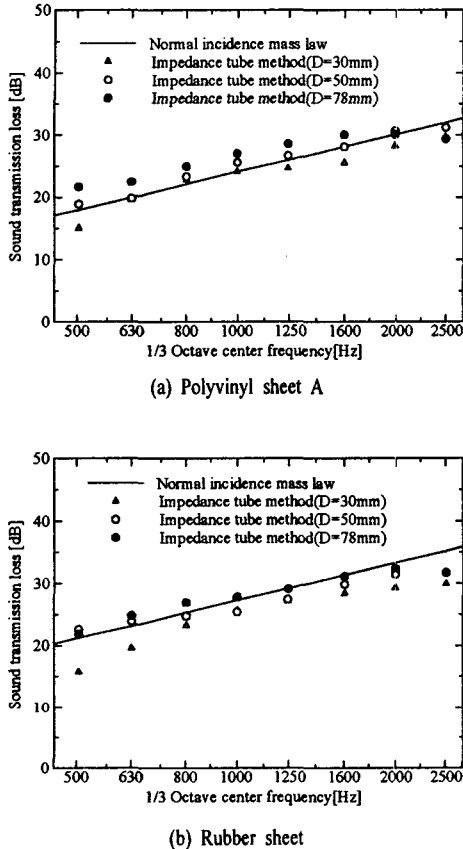 50
40
30
20
10
0
Sound transmission loss [dB]
Normal incidence mass law
Impedance tube method(D=30mm)
Impedance tube method(D=50mm)
Impedance tube method(D=78mm)
500 630 800 1000 1250 1600 2000 2500
1/3 Octave center frequency[Hz]
(a) Polyvinyl sheet A
50
40
30
20
10
0
Sound transmission loss [dB]
Normal incidence mass law
Impedance tube method(D=30mm)
Impedance tube method(D=50mm)
Impedance tube method(D=78mm)
500 630 800 1000 1250 1600 2000 2500
1/3 Octave center frequency[Hz]
(b) Rubber sheet